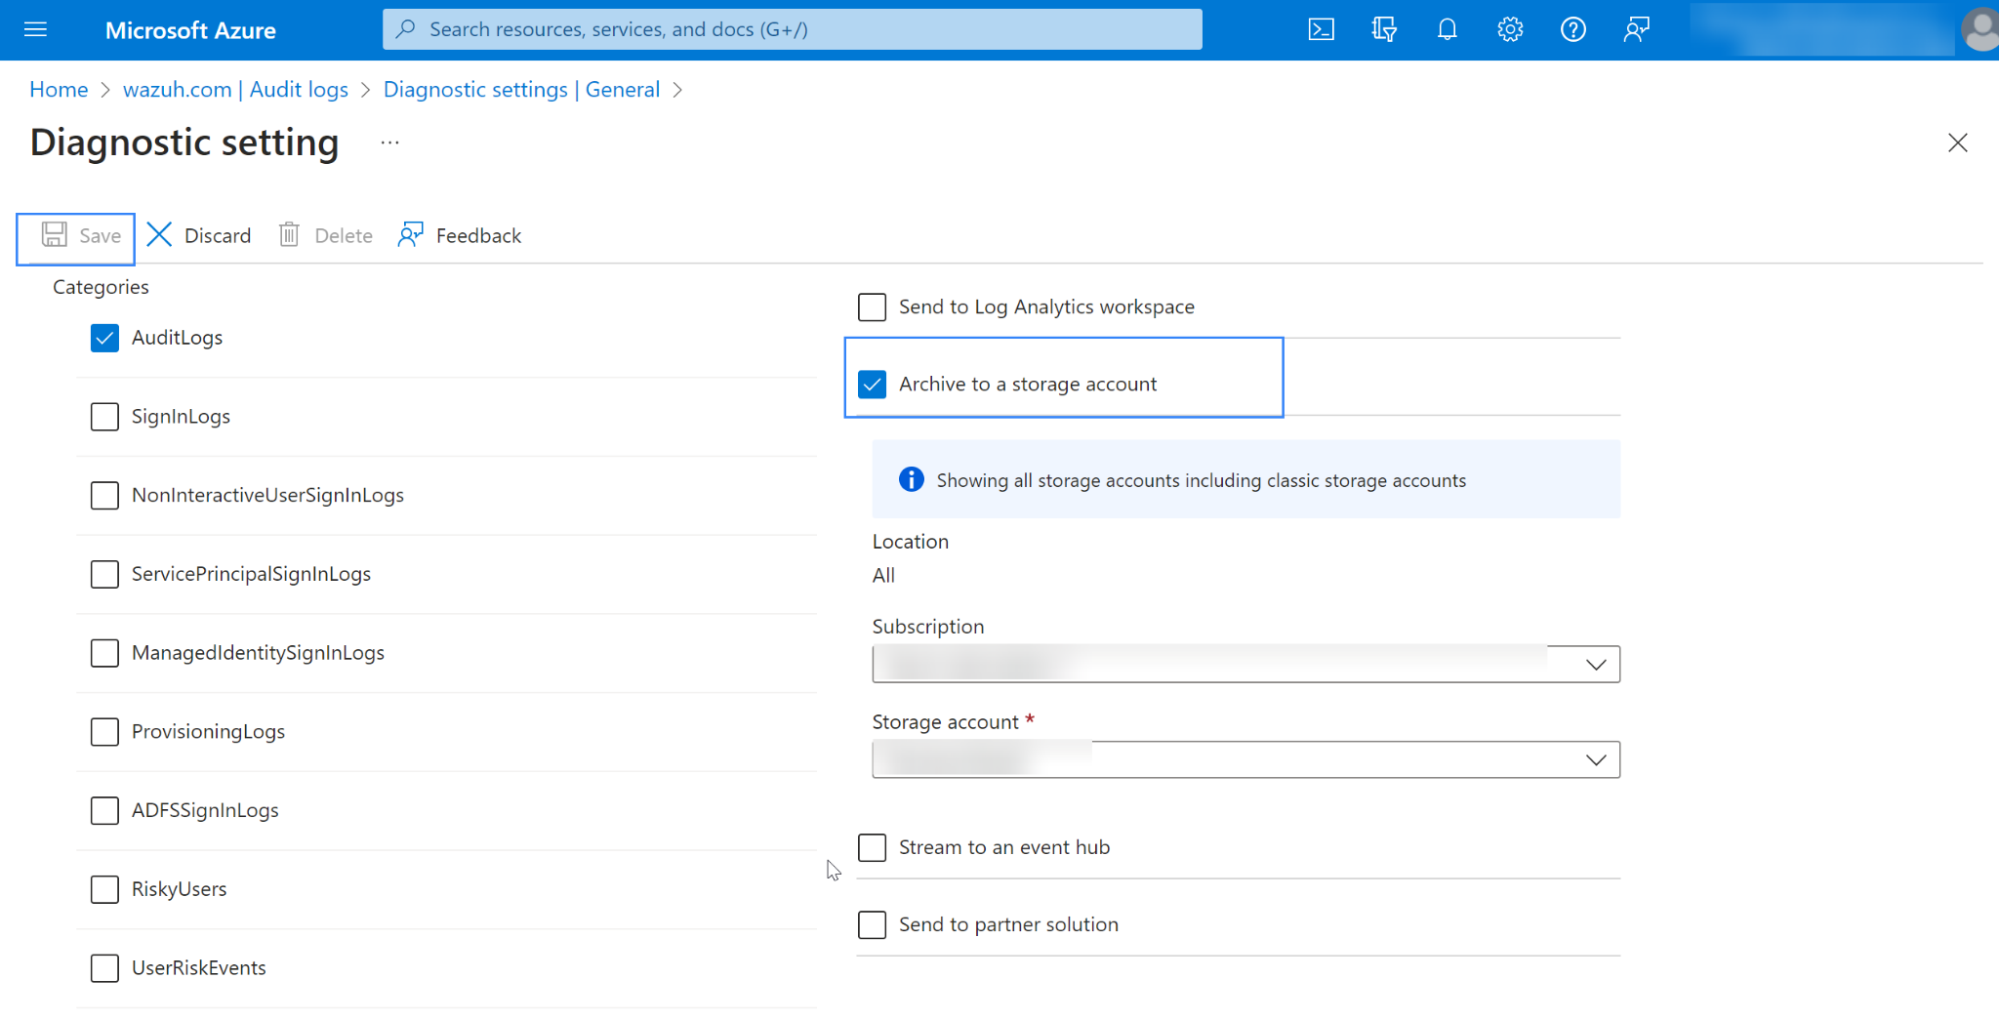 Microsoft Azure
Search resources, services, and docs (G+/)
Home > wazuh.com | Audit logs > Diagnostic settings | General >
Diagnostic setting ...
Save Discard Delete Feedback
Categories
AuditLogs
SignInLogs
NonInteractiveUserSignInLogs
ServicePrincipalSignInLogs
ManagedIdentitySignInLogs
ProvisioningLogs
ADFSSignInLogs
RiskyUsers
UserRiskEvents
Send to Log Analytics workspace
Archive to a storage account
Showing all storage accounts including classic storage accounts
Location
All
Subscription
Storage account *
Stream to an event hub
Send to partner solution